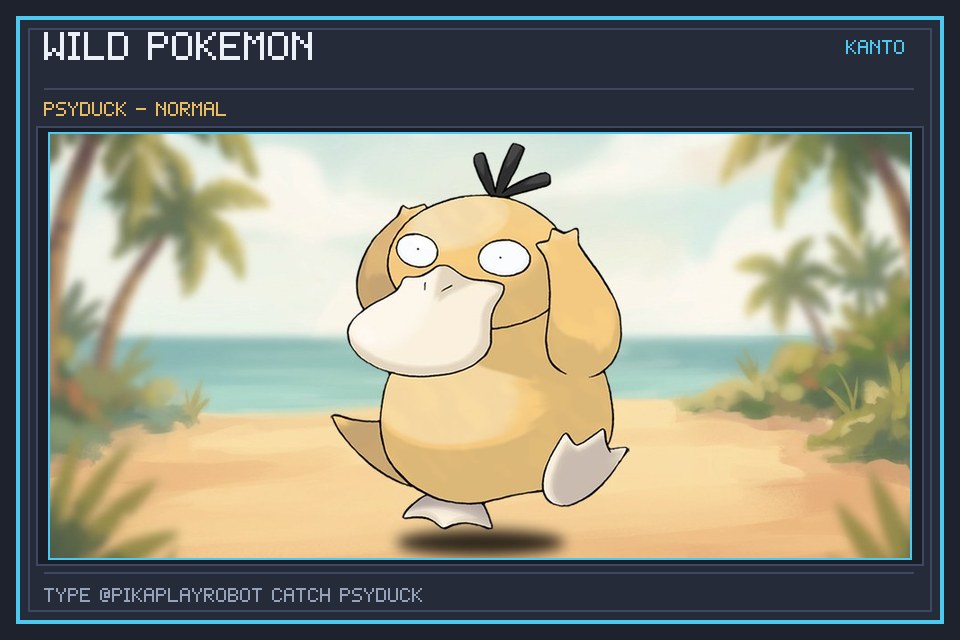 WILD POKEMON
KANTO
PSYDUCK - NORMAL
TYPE @PIKAPLAYROBOT CATCH PSYDUCK